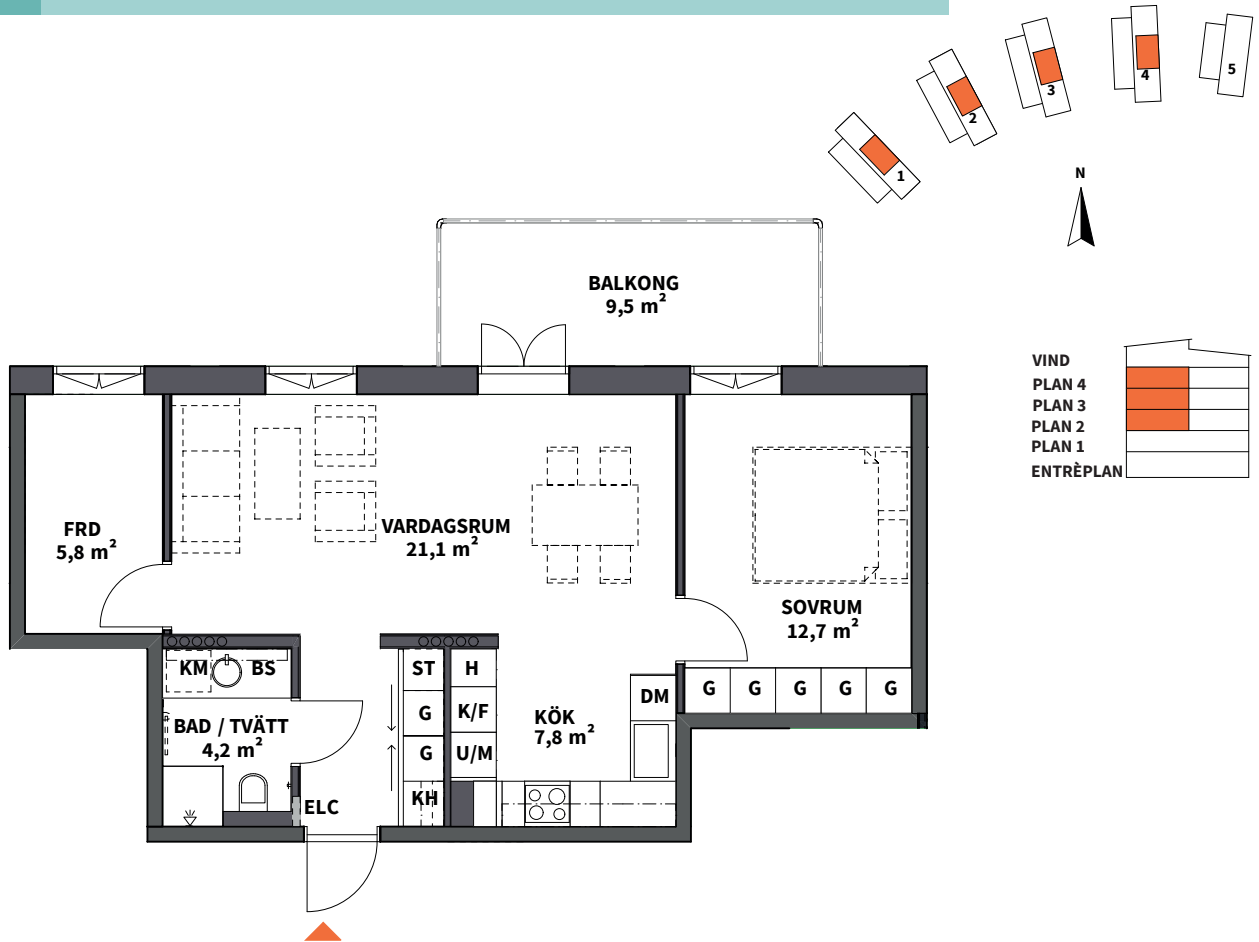 1
2
3
4
5
N
VIND
PLAN 4
PLAN 3
PLAN 2
PLAN 1
ENTRÈPLAN
BALKONG
9,5 m²
FRD
5,8 m²
VARDAGSRUM
21,1 m²
SOVRUM
12,7 m²
G G G G G
KM BS
BAD / TVÄTT
4,2 m²
ELC
ST
G
G
KH
H
K/F
U/M
KÖK
7,8 m²
DM